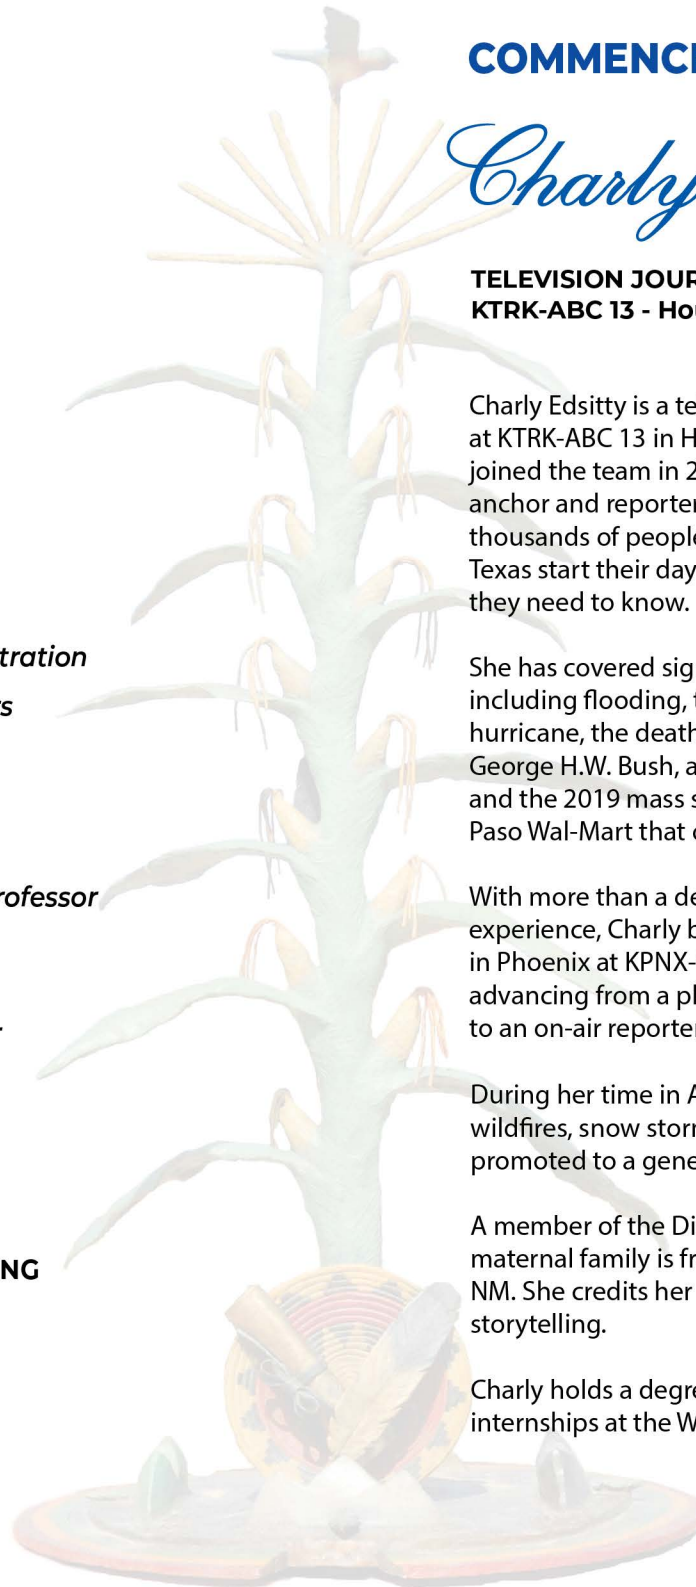 tration
rs
rofessor
r
NG
COMMENC
Charly
TELEVISION JOUR
KTRK-ABC 13 - Hou
Charly Edsitty is a te
at KTRK-ABC 13 in H
joined the team in 2
anchor and reporter
thousands of people
Texas start their day
they need to know.
She has covered sig
including flooding, t
hurricane, the death
George H.W. Bush, a
and the 2019 mass s
Paso Wal-Mart that c
With more than a de
experience, Charly b
in Phoenix at KPNX-
advancing from a pl
to an on-air reporter
During her time in A
wildfires, snow storr
promoted to a gene
A member of the Di
maternal family is fr
NM. She credits her
storytelling.
Charly holds a degre
internships at the W